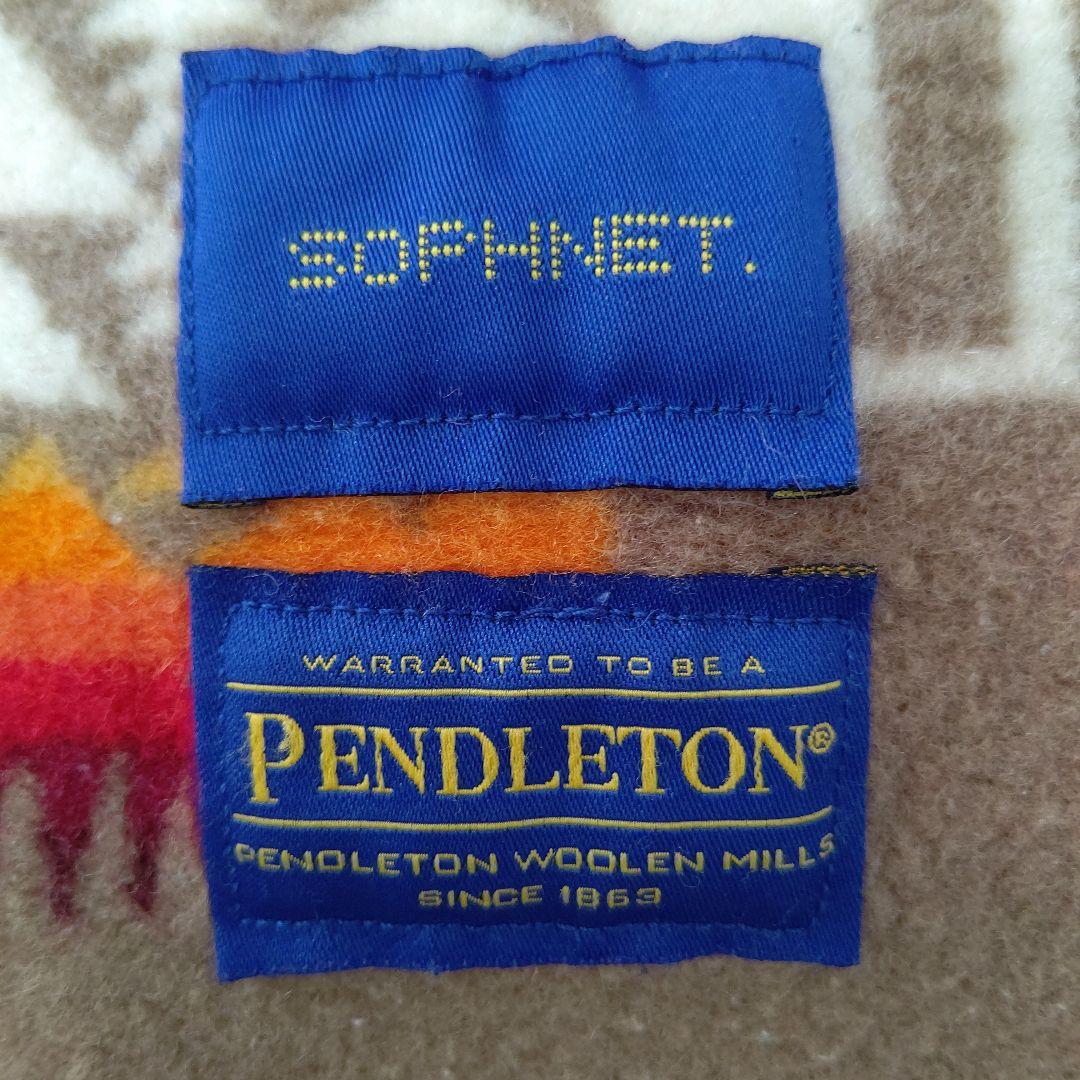 SOPHNET.
WARRANTED TO BE A
PENDLETON®
PENDLETON WOOLEN MILLS
SINCE 1863